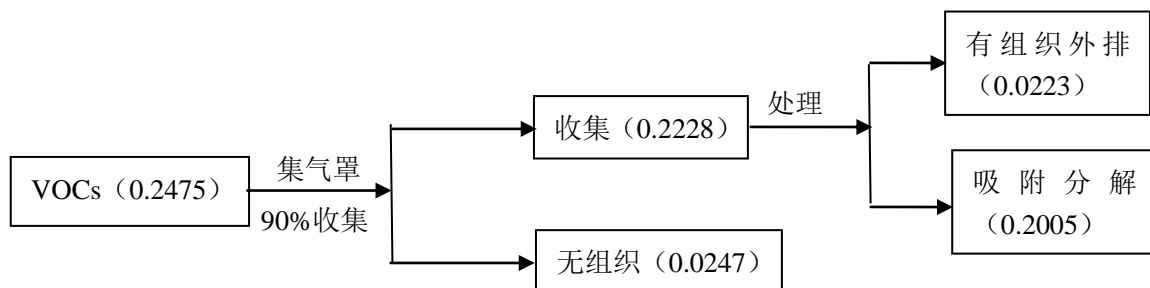 VOCs（0.2475）
集气罩
90%收集
收集（0.2228）
无组织（0.0247）
处理
有组织外排
（0.0223）
吸附分解
（0.2005）